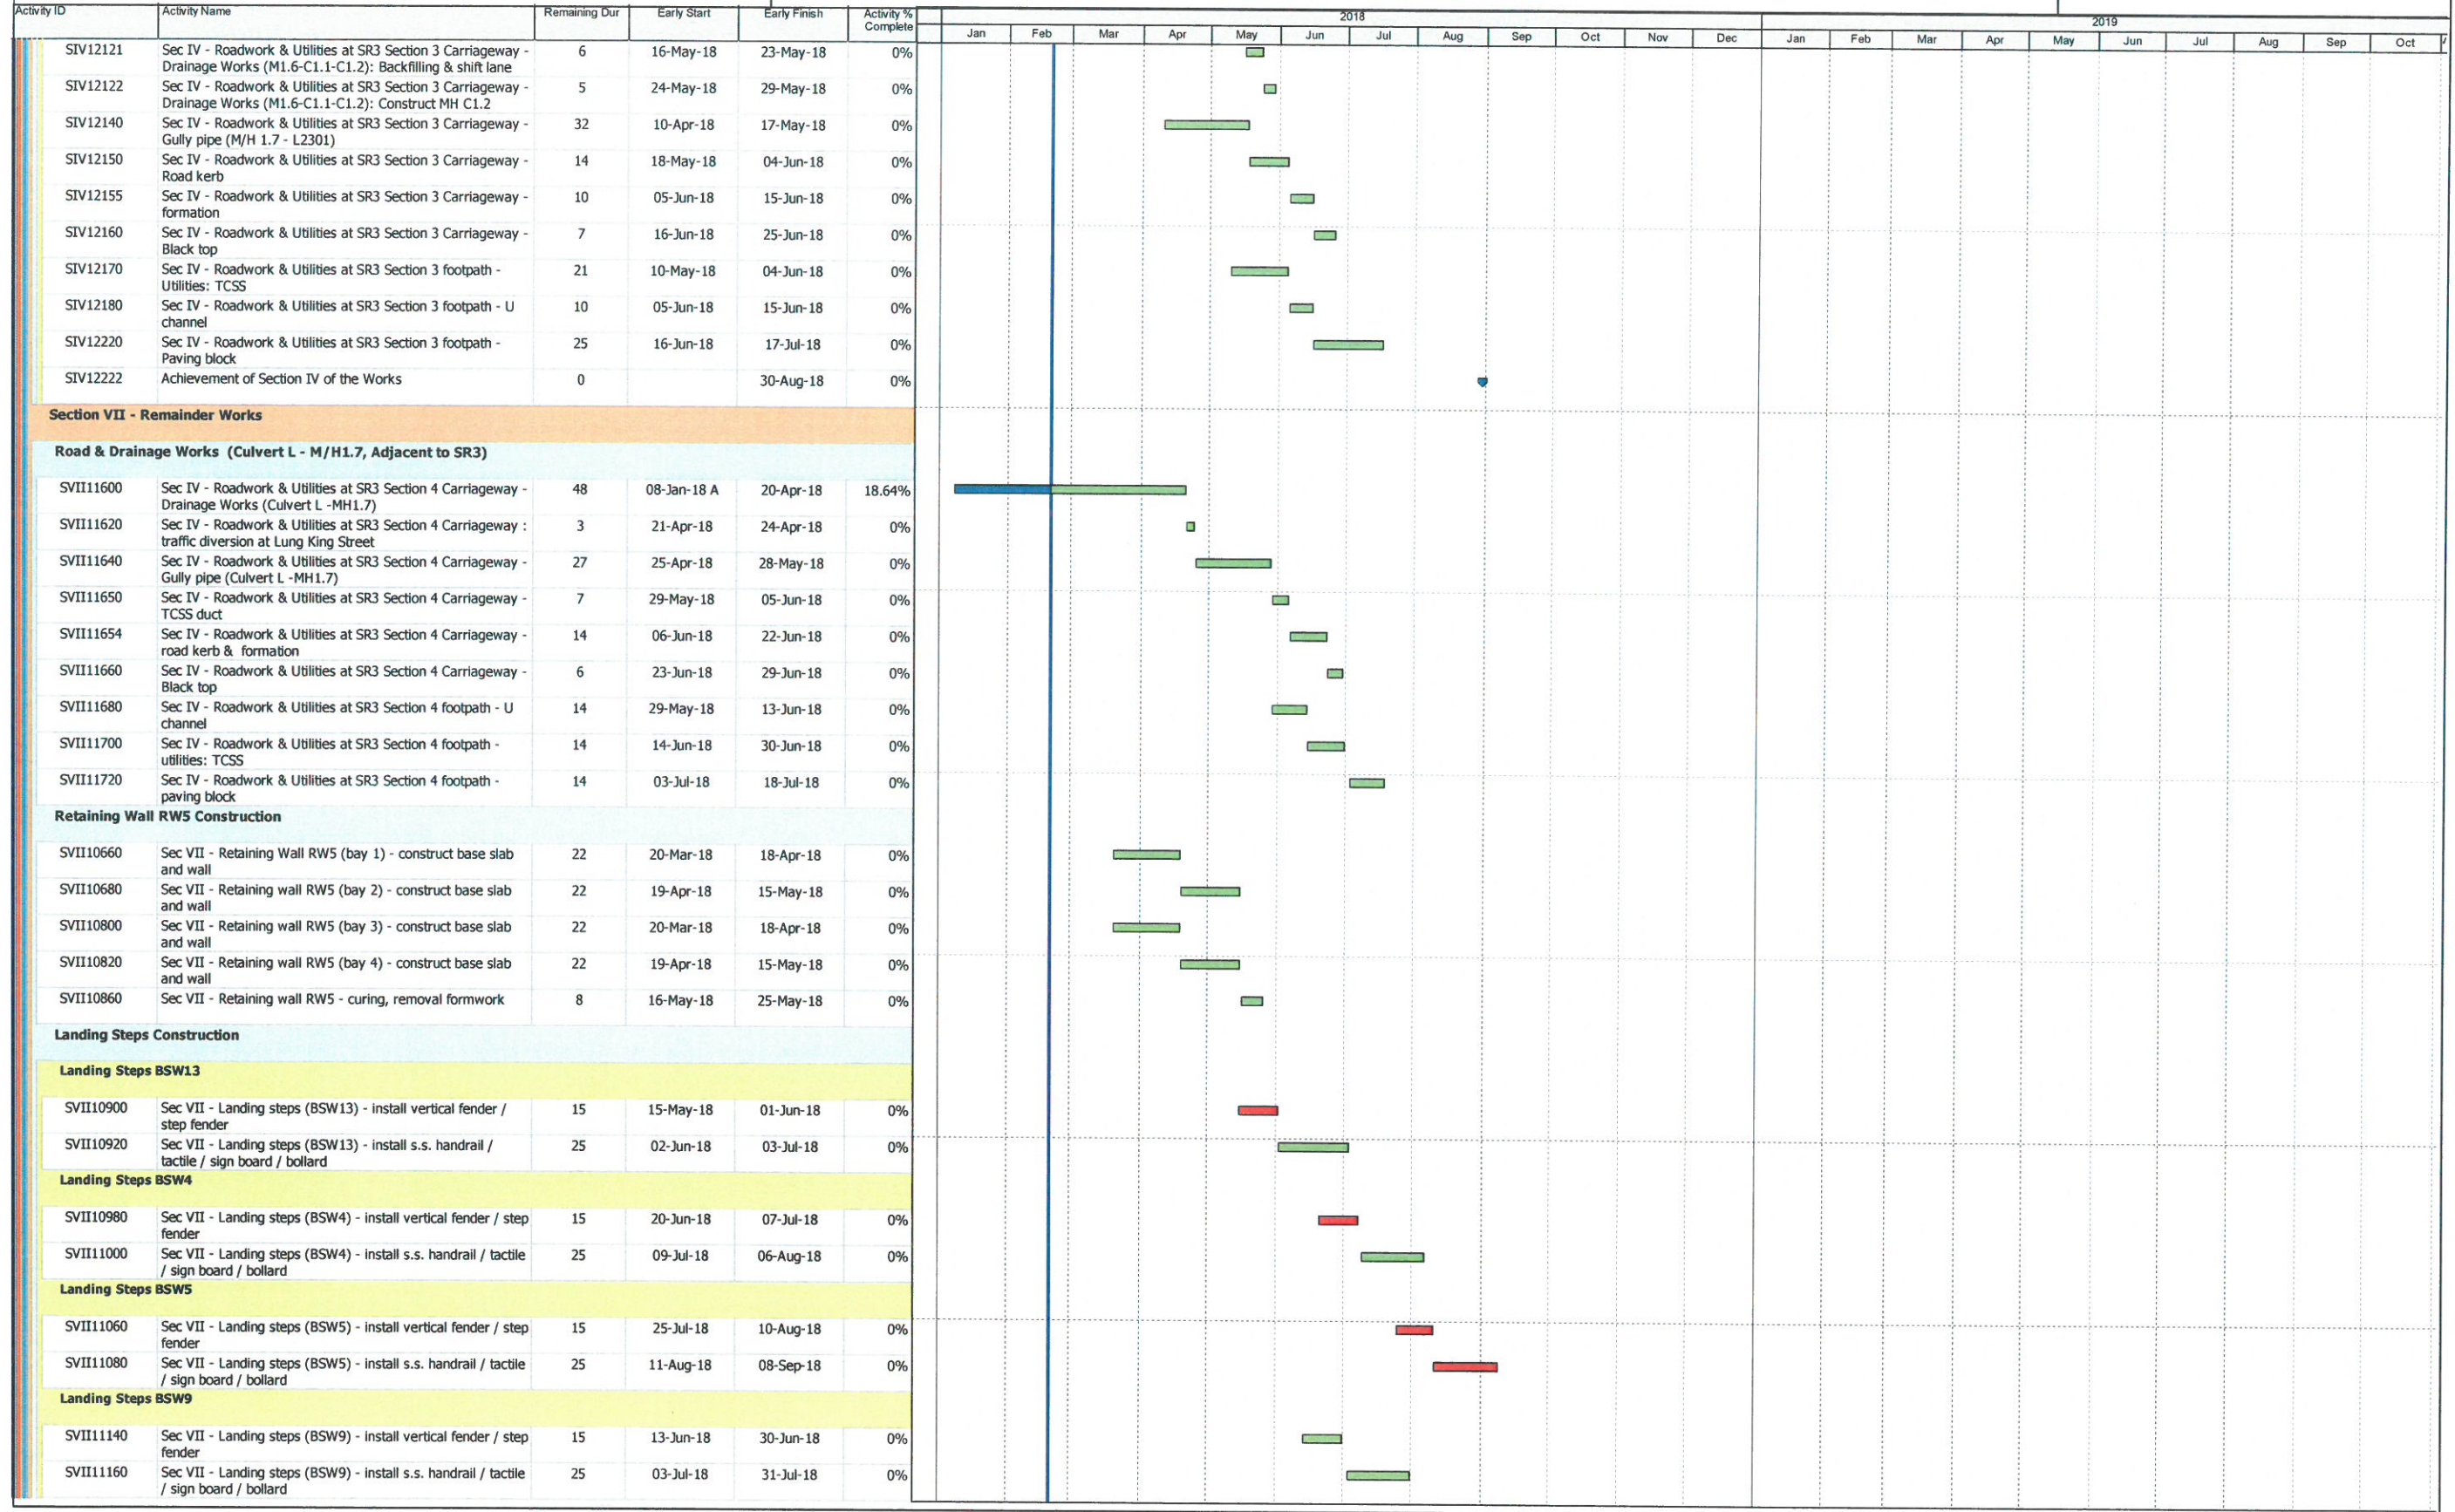 Activity ID Activity Name Remaining Dur Early Start Early Finish Activity %
Complete
2018 2019
Jan Feb Mar Apr May Jun Jul Aug Sep Oct Nov Dec Jan Feb Mar Apr May Jun Jul Aug Sep Oct
SIV12121 Sec IV - Roadwork & Utilities at SR3 Section 3 Carriageway - 6 16-May-18 23-May-18 0%
Drainage Works (M1.6-C1.1-C1.2): Backfilling & shift lane
SIV12122 Sec IV - Roadwork & Utilities at SR3 Section 3 Carriageway - 5 24-May-18 29-May-18 0%
Drainage Works (M1.6-C1.1-C1.2): Construct MH C1.2
SIV12140 Sec IV - Roadwork & Utilities at SR3 Section 3 Carriageway - 32 10-Apr-18 17-May-18 0%
Gully pipe (M/H 1.7 - L2301)
SIV12150 Sec IV - Roadwork & Utilities at SR3 Section 3 Carriageway - 14 18-May-18 04-Jun-18 0%
Road kerb
SIV12155 Sec IV - Roadwork & Utilities at SR3 Section 3 Carriageway - 10 05-Jun-18 15-Jun-18 0%
formation
SIV12160 Sec IV - Roadwork & Utilities at SR3 Section 3 Carriageway - 7 16-Jun-18 25-Jun-18 0%
Black top
SIV12170 Sec IV - Roadwork & Utilities at SR3 Section 3 footpath - 21 10-May-18 04-Jun-18 0%
Utilities: TCSS
SIV12180 Sec IV - Roadwork & Utilities at SR3 Section 3 footpath - U 10 05-Jun-18 15-Jun-18 0%
channel
SIV12220 Sec IV - Roadwork & Utilities at SR3 Section 3 footpath - 25 16-Jun-18 17-Jul-18 0%
Paving block
SIV12222 Achievement of Section IV of the Works 0 30-Aug-18 0%
Section VII - Remainder Works
Road & Drainage Works (Culvert L - M/H1.7, Adjacent to SR3)
SVII11600 Sec IV - Roadwork & Utilities at SR3 Section 4 Carriageway - 48 08-Jan-18 A 20-Apr-18 18.64%
Drainage Works (Culvert L -MH1.7)
SVII11620 Sec IV - Roadwork & Utilities at SR3 Section 4 Carriageway : 3 21-Apr-18 24-Apr-18 0%
traffic diversion at Lung King Street
SVII11640 Sec IV - Roadwork & Utilities at SR3 Section 4 Carriageway - 27 25-Apr-18 28-May-18 0%
Gully pipe (Culvert L -MH1.7)
SVII11650 Sec IV - Roadwork & Utilities at SR3 Section 4 Carriageway - 7 29-May-18 05-Jun-18 0%
TCSS duct
SVII11654 Sec IV - Roadwork & Utilities at SR3 Section 4 Carriageway - 14 06-Jun-18 22-Jun-18 0%
road kerb & formation
SVII11660 Sec IV - Roadwork & Utilities at SR3 Section 4 Carriageway - 6 23-Jun-18 29-Jun-18 0%
Black top
SVII11680 Sec IV - Roadwork & Utilities at SR3 Section 4 footpath - U 14 29-May-18 13-Jun-18 0%
channel
SVII11700 Sec IV - Roadwork & Utilities at SR3 Section 4 footpath - 14 14-Jun-18 30-Jun-18 0%
utilities: TCSS
SVII11720 Sec IV - Roadwork & Utilities at SR3 Section 4 footpath - 14 03-Jul-18 18-Jul-18 0%
paving block
Retaining Wall RW5 Construction
SVII10660 Sec VII - Retaining Wall RW5 (bay 1) - construct base slab 22 20-Mar-18 18-Apr-18 0%
and wall
SVII10680 Sec VII - Retaining wall RW5 (bay 2) - construct base slab 22 19-Apr-18 15-May-18 0%
and wall
SVII10800 Sec VII - Retaining wall RW5 (bay 3) - construct base slab 22 20-Mar-18 18-Apr-18 0%
and wall
SVII10820 Sec VII - Retaining wall RW5 (bay 4) - construct base slab 22 19-Apr-18 15-May-18 0%
and wall
SVII10860 Sec VII - Retaining wall RW5 - curing, removal formwork 8 16-May-18 25-May-18 0%
Landing Steps Construction
Landing Steps BSW13
SVII10900 Sec VII - Landing steps (BSW13) - install vertical fender / 15 15-May-18 01-Jun-18 0%
step fender
SVII10920 Sec VII - Landing steps (BSW13) - install s.s. handrail / 25 02-Jun-18 03-Jul-18 0%
tactile / sign board / bollard
Landing Steps BSW4
SVII10980 Sec VII - Landing steps (BSW4) - install vertical fender / step 15 20-Jun-18 07-Jul-18 0%
fender
SVII11000 Sec VII - Landing steps (BSW4) - install s.s. handrail / tactile 25 09-Jul-18 06-Aug-18 0%
/ sign board / bollard
Landing Steps BSW5
SVII11060 Sec VII - Landing steps (BSW5) - install vertical fender / step 15 25-Jul-18 10-Aug-18 0%
fender
SVII11080 Sec VII - Landing steps (BSW5) - install s.s. handrail / tactile 25 11-Aug-18 08-Sep-18 0%
/ sign board / bollard
Landing Steps BSW9
SVII11140 Sec VII - Landing steps (BSW9) - install vertical fender / step 15 13-Jun-18 30-Jun-18 0%
fender
SVII11160 Sec VII - Landing steps (BSW9) - install s.s. handrail / tactile 25 03-Jul-18 31-Jul-18 0%
/ sign board / bollard